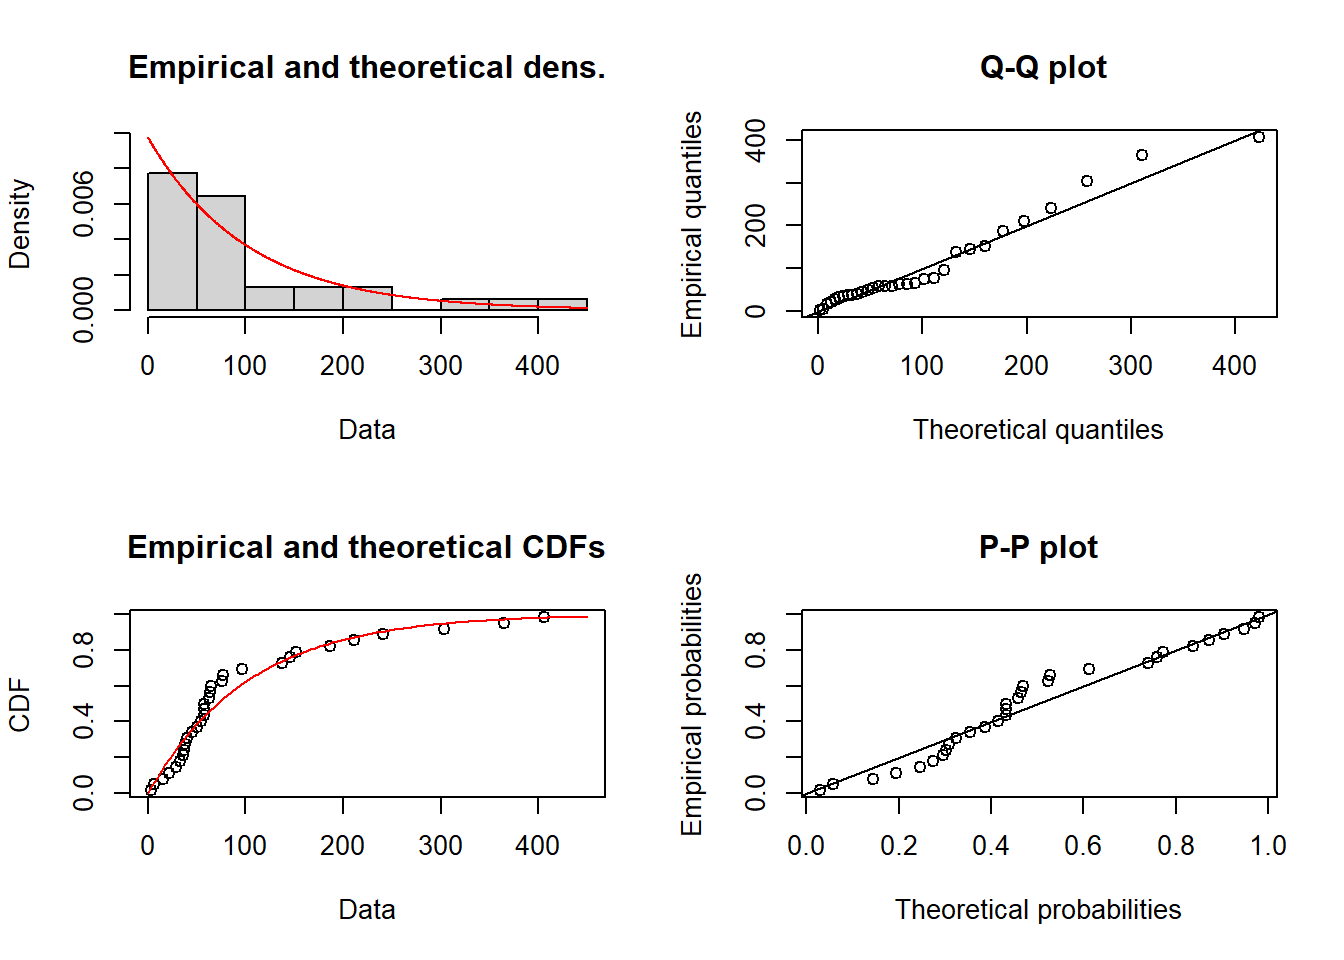 Empirical and theoretical dens.
Density
0.000 0.006
0 100 200 300 400
Data
Q-Q plot
Empirical quantiles
0 200 400
0 100 200 300 400
Theoretical quantiles
Empirical and theoretical CDFs
CDF
0.0 0.4 0.8
0 100 200 300 400
Data
P-P plot
Empirical probabilities
0.0 0.4 0.8
0.0 0.2 0.4 0.6 0.8 1.0
Theoretical probabilities